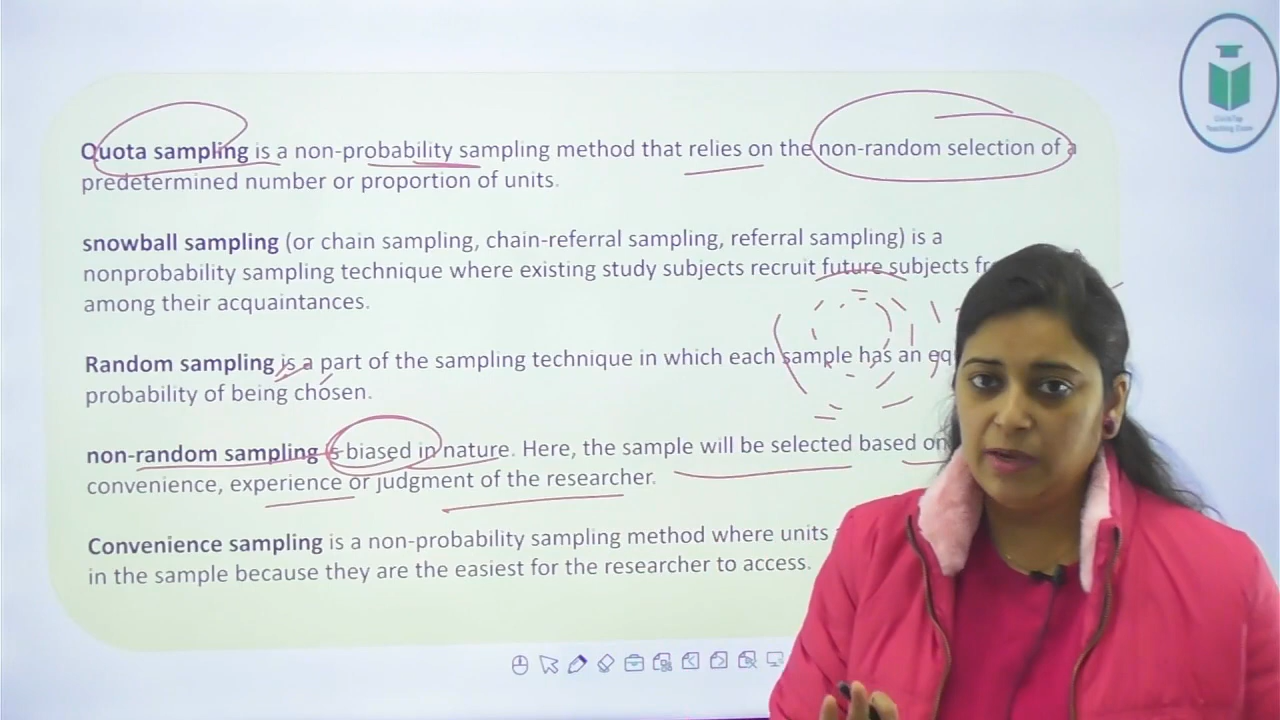 Quota sampling is a non-probability sampling method that relies on the non-random selection of a
predetermined number or proportion of units.
snowball sampling (or chain sampling, chain-referral sampling, referral sampling) is a
nonprobability sampling technique where existing study subjects recruit future subjects
among their acquaintances.
Random sampling is a part of the sampling technique in which each sample has an
probability of being chosen.
non-random sampling is biased in nature. Here, the sample will be selected based on
convenience, experience or judgment of the researcher.
Convenience sampling is a non-probability sampling method where units
in the sample because they are the easiest for the researcher to access.
Teaching Exam